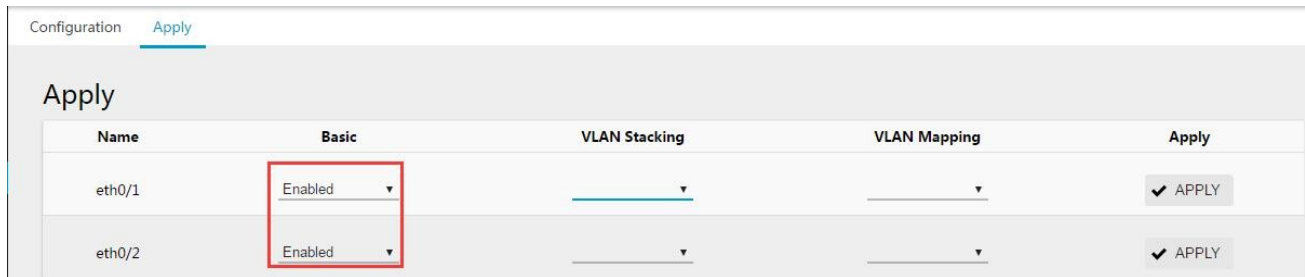 Configuration Apply
Apply
Name Basic VLAN Stacking VLAN Mapping Apply
eth0/1 Enabled APPLY
eth0/2 Enabled APPLY